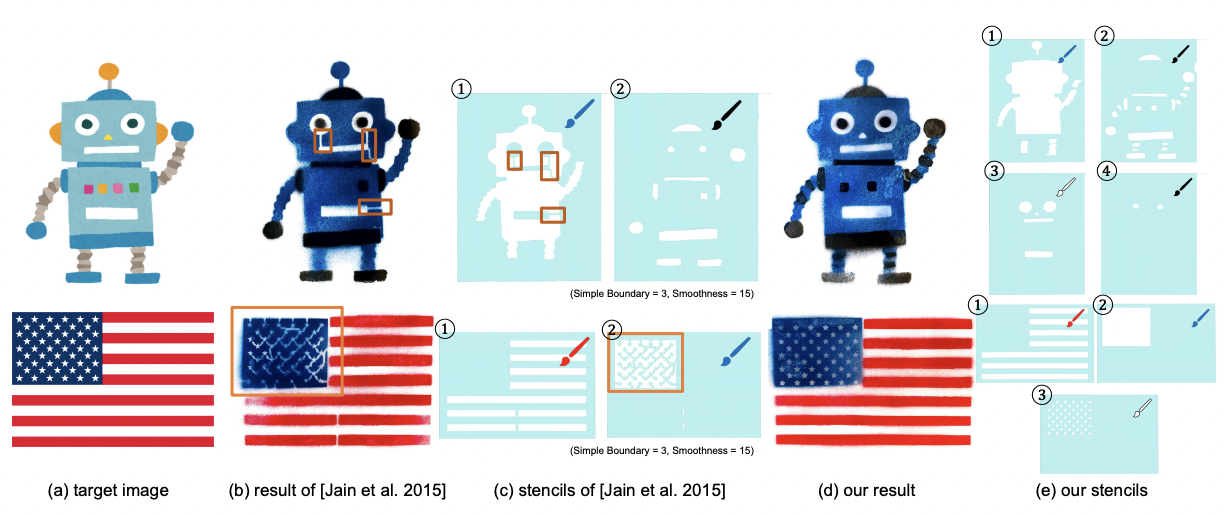 ① ② ① ②
③ ④
(Simple Boundary = 3, Smoothness = 15)
① ② ① ②
③
(Simple Boundary = 3, Smoothness = 15)
(a) target image (b) result of [Jain et al. 2015] (c) stencils of [Jain et al. 2015] (d) our result (e) our stencils